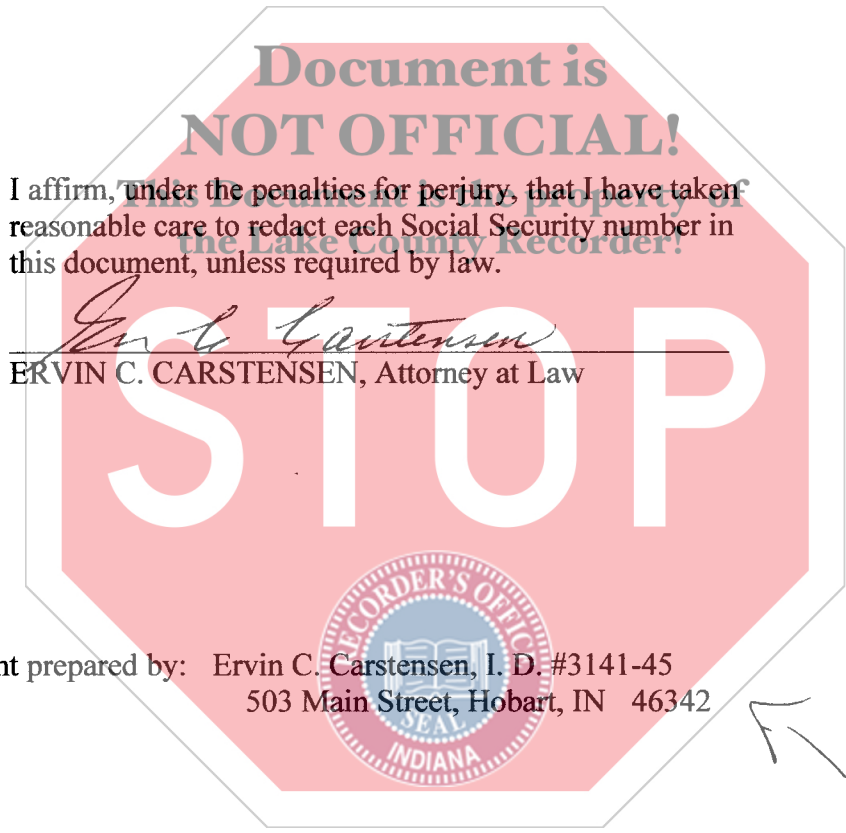 Document is
NOT OFFICIAL!
This Document is the property of
the Lake County Recorder!
I affirm, under the penalties for perjury, that I have taken
reasonable care to redact each Social Security number in
this document, unless required by law.
Ervin C Carstensen
ERVIN C. CARSTENSEN, Attorney at Law
STOP
nt prepared by: Ervin C. Carstensen, I. D. #3141-45
503 Main Street, Hobart, IN 46342
RECORDER'S OFFICE
SEAL
INDIANA